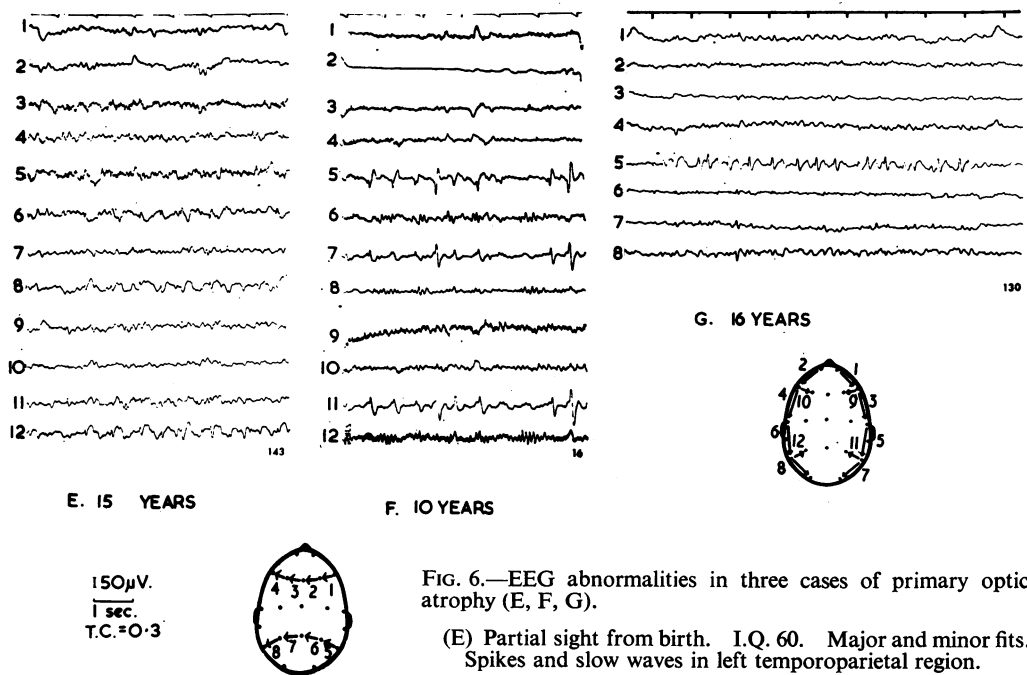 1
2
3
4
5
6
7
8
9
10
11
12
143
E. 15 YEARS
1
2
3
4
5
6
7
8
9
10
11
12
16
F. 10 YEARS
1
2
3
4
5
6
7
8
130
G. 16 YEARS
2 1
4 10 9 3
6 12 11 5
8 7
150μV.
1 sec.
T.C.=0·3
4 3 2 1
8 7 6 5
FIG. 6.—EEG abnormalities in three cases of primary optic
atrophy (E, F, G).
(E) Partial sight from birth. I.Q. 60. Major and minor fits.
Spikes and slow waves in left temporoparietal region.